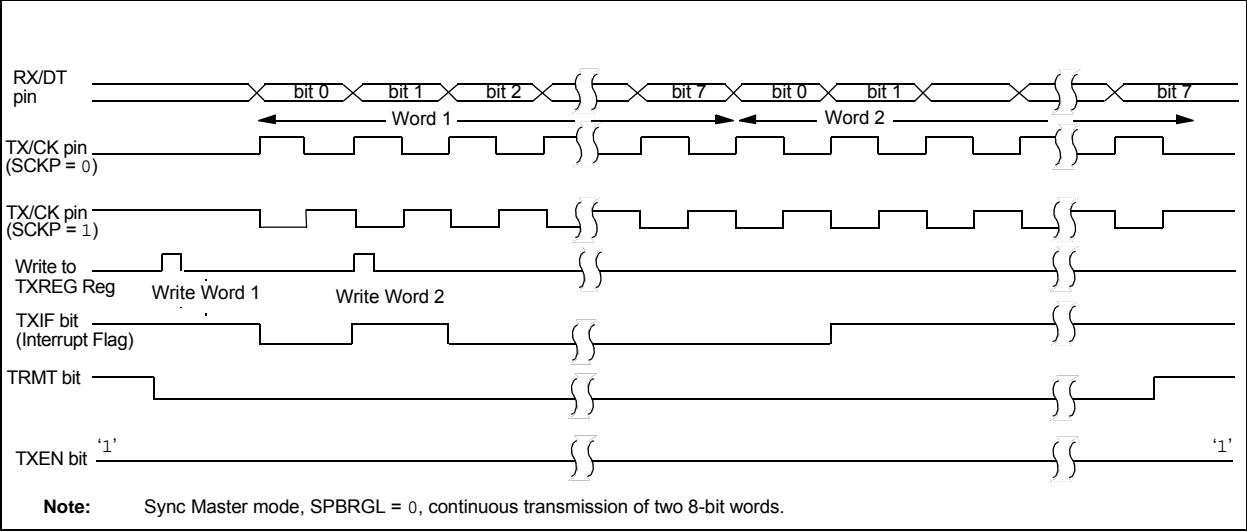 RX/DT
pin
bit 0 bit 1 bit 2 bit 7 bit 0 bit 1 bit 7
Word 1 Word 2
TX/CK pin
(SCKP = 0)
TX/CK pin
(SCKP = 1)
Write to
TXREG Reg
Write Word 1 Write Word 2
TXIF bit
(Interrupt Flag)
TRMT bit
TXEN bit ‘1’ ‘1’
Note: Sync Master mode, SPBRGL = 0, continuous transmission of two 8-bit words.